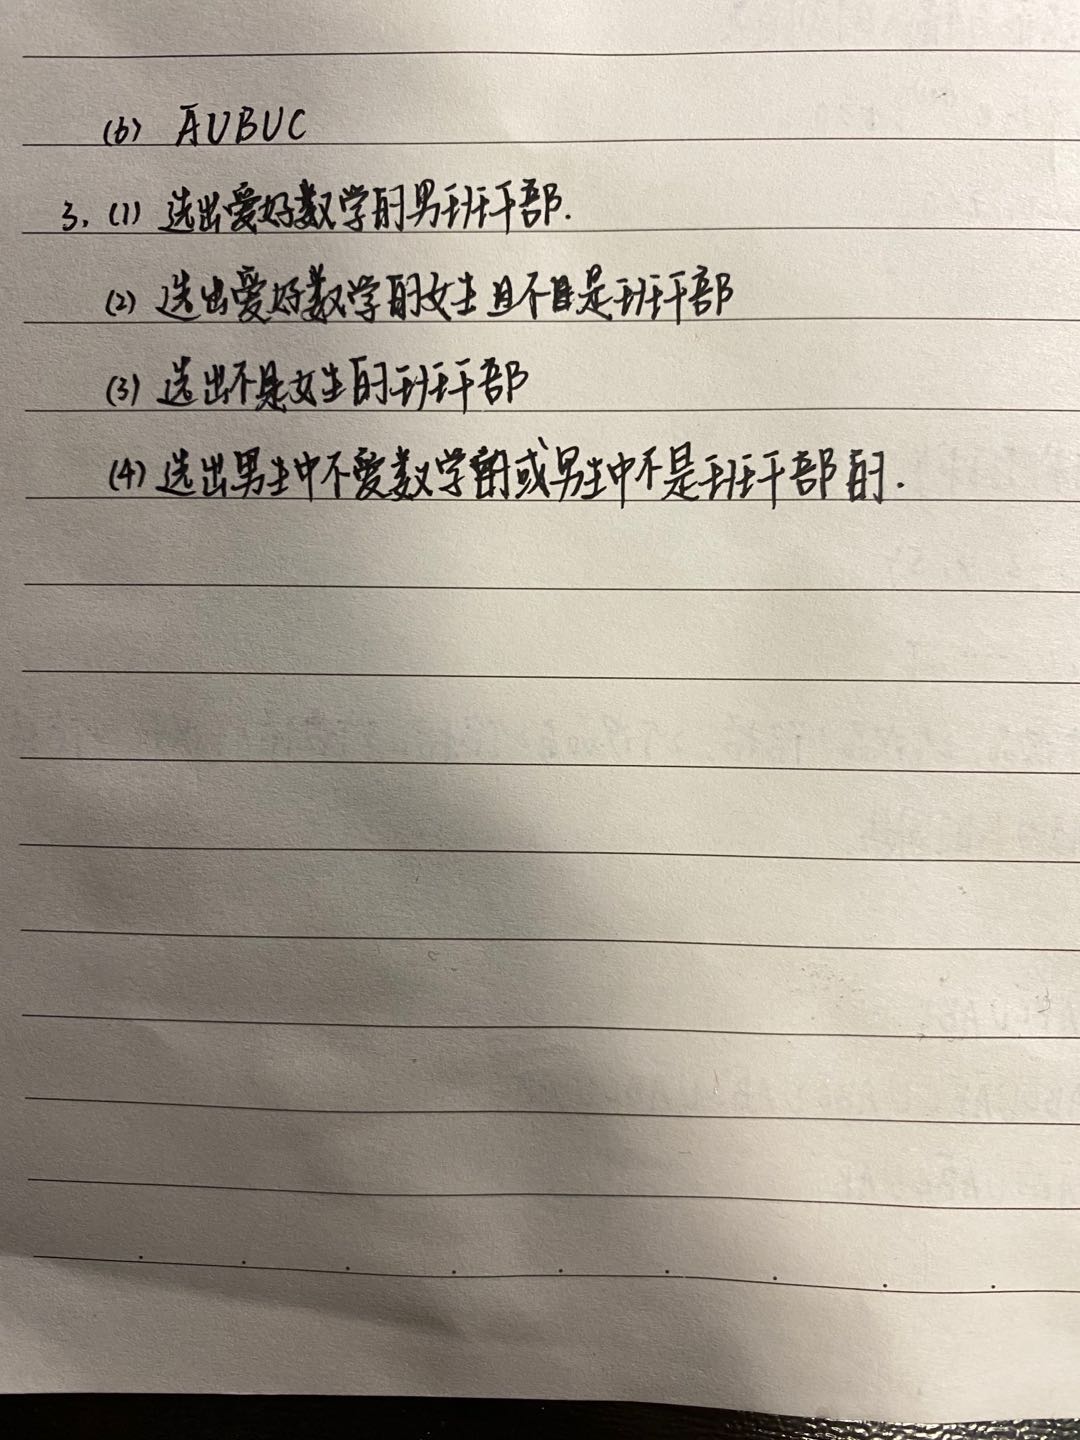 (6) A̅UBUC
3. (1) 选出爱好数学的男班干部.
(2) 选出爱好数学的女生且不是班干部
(3) 选出不是女生的班干部
(4) 选出男生中不爱数学的或男生中不是班干部的.